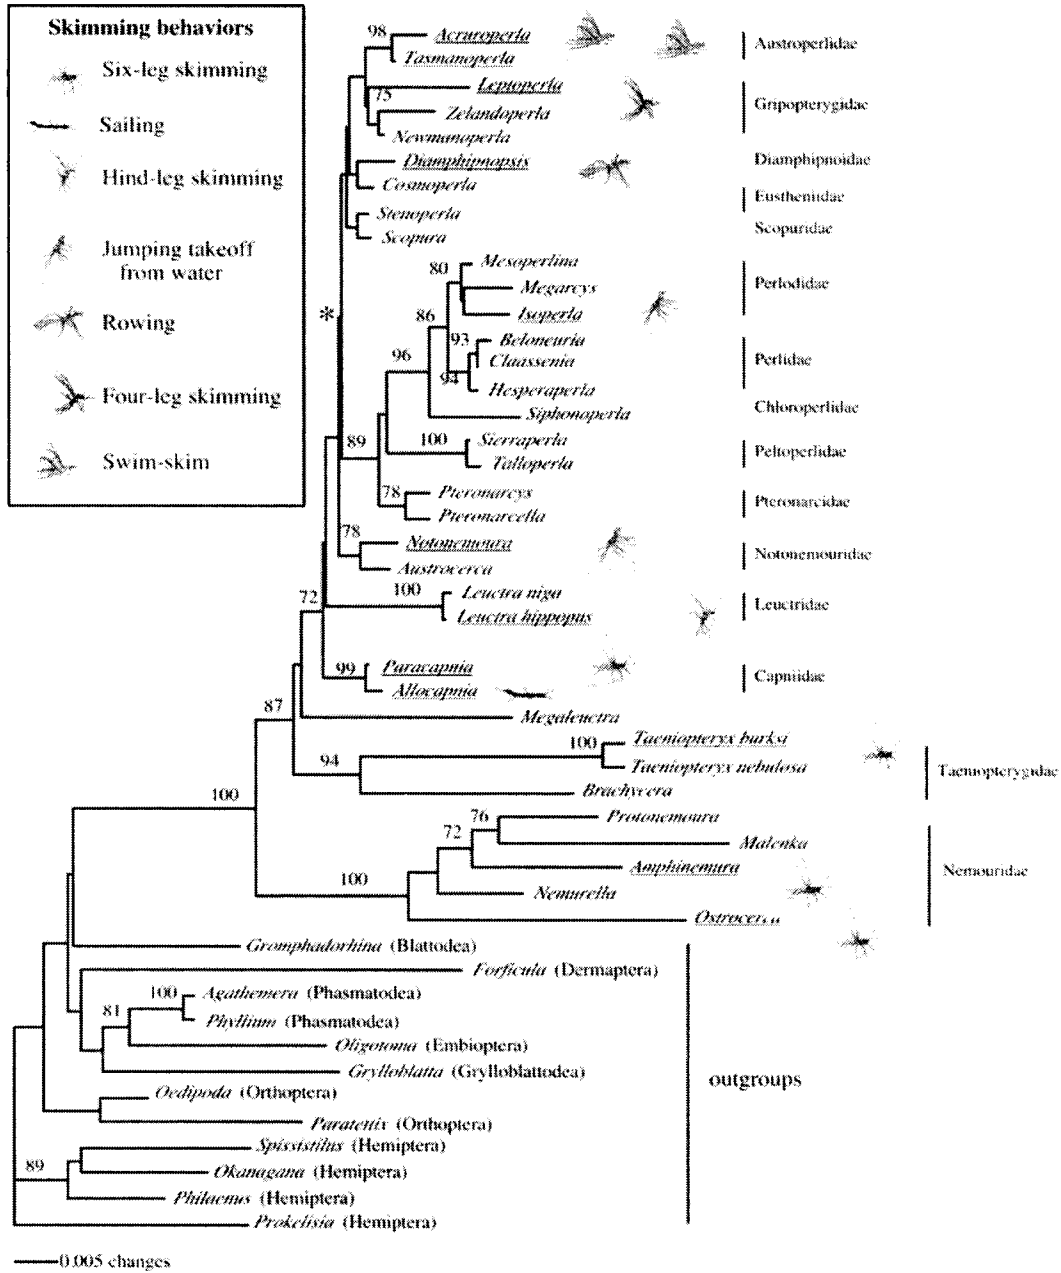 Skimming behaviors
Six-leg skimming
Sailing
Hind-leg skimming
Jumping takeoff
from water
Rowing
Four-leg skimming
Swim-skim
98
Acruroperla
Tasmanoperla
Austroperlidae
Leptoperla
75
Zelandoperla
Newmanoperla
Gripopterygidae
Diamphipnopsis
Diamphipnoidae
Cosmoperla
Eustheniidae
Stenoperla
Scopura
Scopuridae
80
Mesoperlina
Megarcys
Isoperla
Perlodidae
*
86
93
Beloneuria
Claassenia
94
Hesperaperla
Perlidae
96
Siphonoperla
Chloroperlidae
89
100
Sierraperla
Talloperla
Peltoperlidae
78
Pteronarcys
Pteronarcella
Pteronarcidae
78
Notonemoura
Austrocerca
Notonemouridae
100
Leuctra niga
Leuctra hippopus
Leuctridae
72
99
Paracapnia
Allocapnia
Capniidae
87
Megaleuctra
100
Taeniopteryx burksi
Taeniopteryx nebulosa
94
Brachycera
Taeniopterygidae
100
76
Protonemoura
72
Malenka
Amphinemura
100
Nemurella
Ostrocerca
Nemouridae
Gromphadorhina (Blattodea)
Forficula (Dermaptera)
100
Agathemera (Phasmatodea)
81
Phyllium (Phasmatodea)
Oligotoma (Embioptera)
Grylloblatta (Grylloblattodea)
outgroups
Oedipoda (Orthoptera)
Paratenix (Orthoptera)
Spissistilus (Hemiptera)
89
Okanagana (Hemiptera)
Philaenus (Hemiptera)
Prokelisia (Hemiptera)
0.005 changes